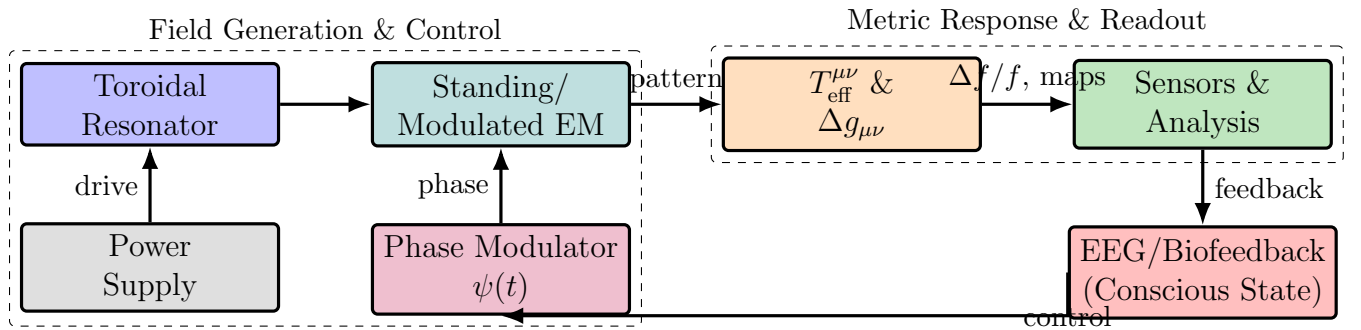 Field Generation & Control
Metric Response & Readout
Toroidal
Resonator
Standing/
Modulated EM
pattern
T_eff^{μν} &
Δg_{μν}
Δf/f, maps
Sensors &
Analysis
drive
phase
feedback
Power
Supply
Phase Modulator
ψ(t)
EEG/Biofeedback
(Conscious State)
control